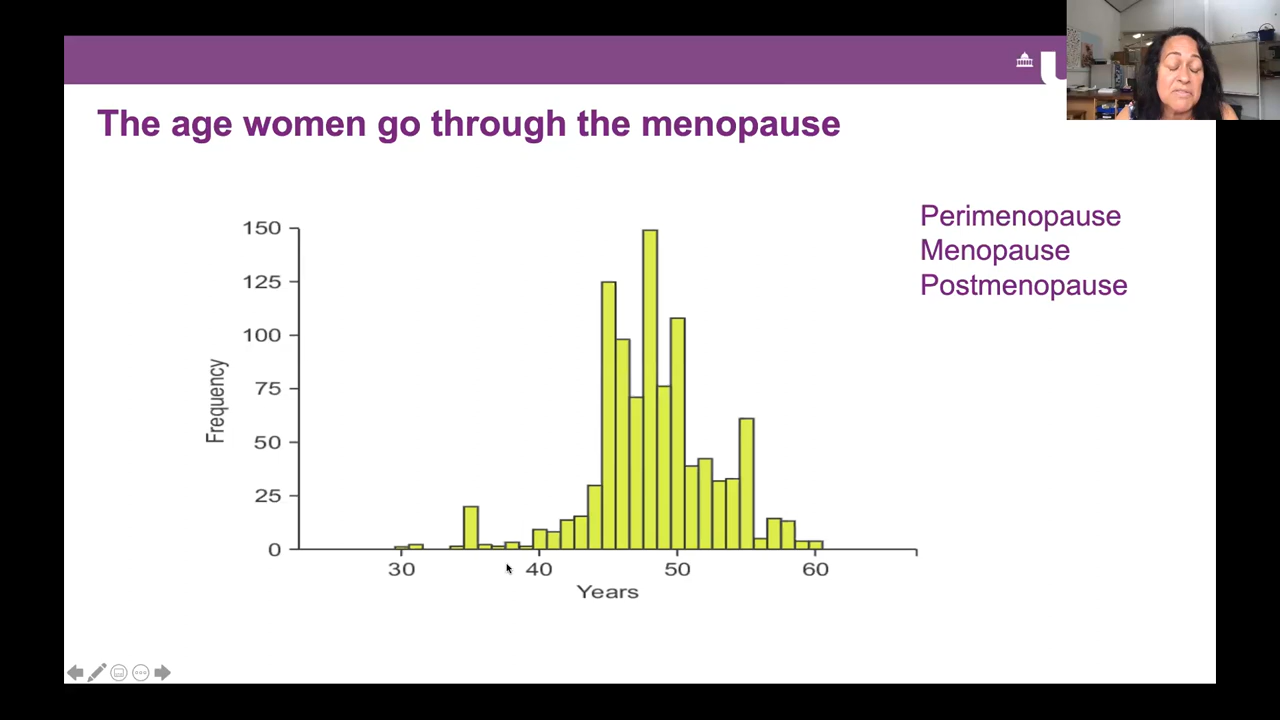 The age women go through the menopause
Perimenopause
Menopause
Postmenopause
150
125
100
75
50
25
0
Frequency
30 40 50 60
Years